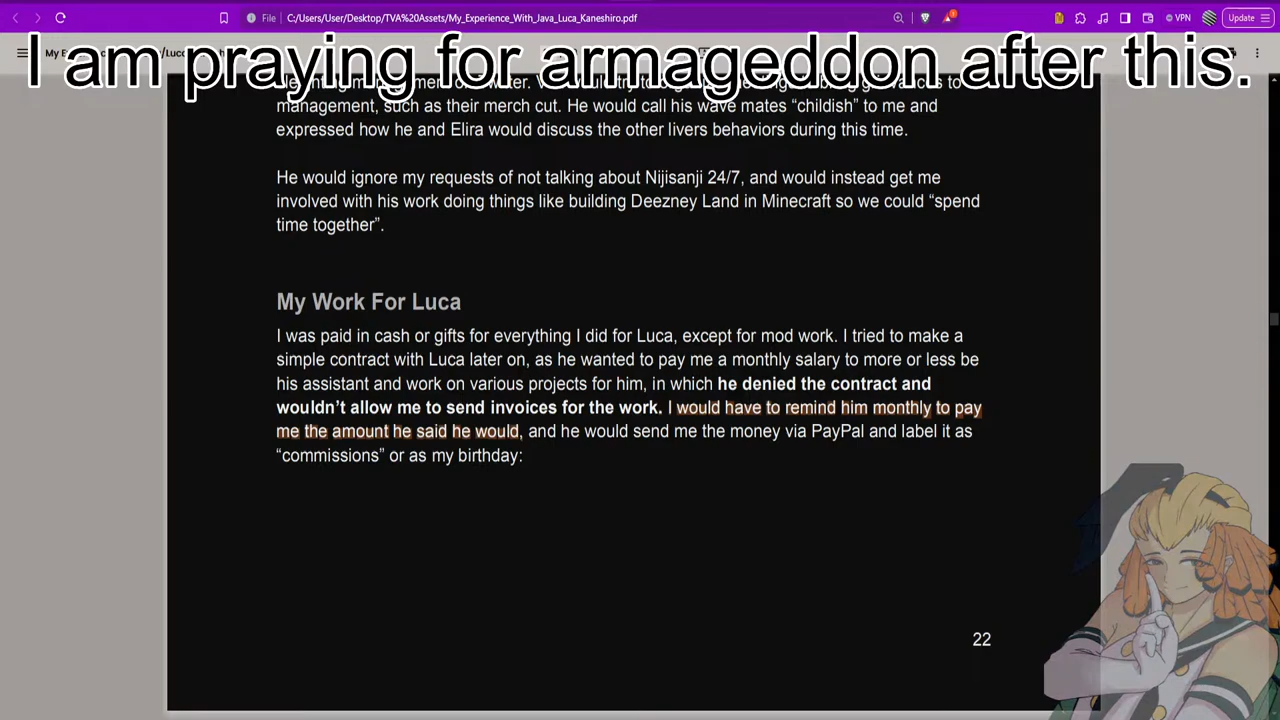 File C:/Users/User/Desktop/TVA%20Assets/My_Experience_With_Java_Luca_Kaneshiro.pdf
VPN
Update
I am praying for armageddon after this.
management, such as their merch cut. He would call his wave mates “childish” to me and
expressed how he and Elira would discuss the other livers behaviors during this time.
He would ignore my requests of not talking about Nijisanji 24/7, and would instead get me
involved with his work doing things like building Deezney Land in Minecraft so we could “spend
time together”.
My Work For Luca
I was paid in cash or gifts for everything I did for Luca, except for mod work. I tried to make a
simple contract with Luca later on, as he wanted to pay me a monthly salary to more or less be
his assistant and work on various projects for him, in which he denied the contract and
wouldn’t allow me to send invoices for the work. I would have to remind him monthly to pay
me the amount he said he would, and he would send me the money via PayPal and label it as
“commissions” or as my birthday:
22